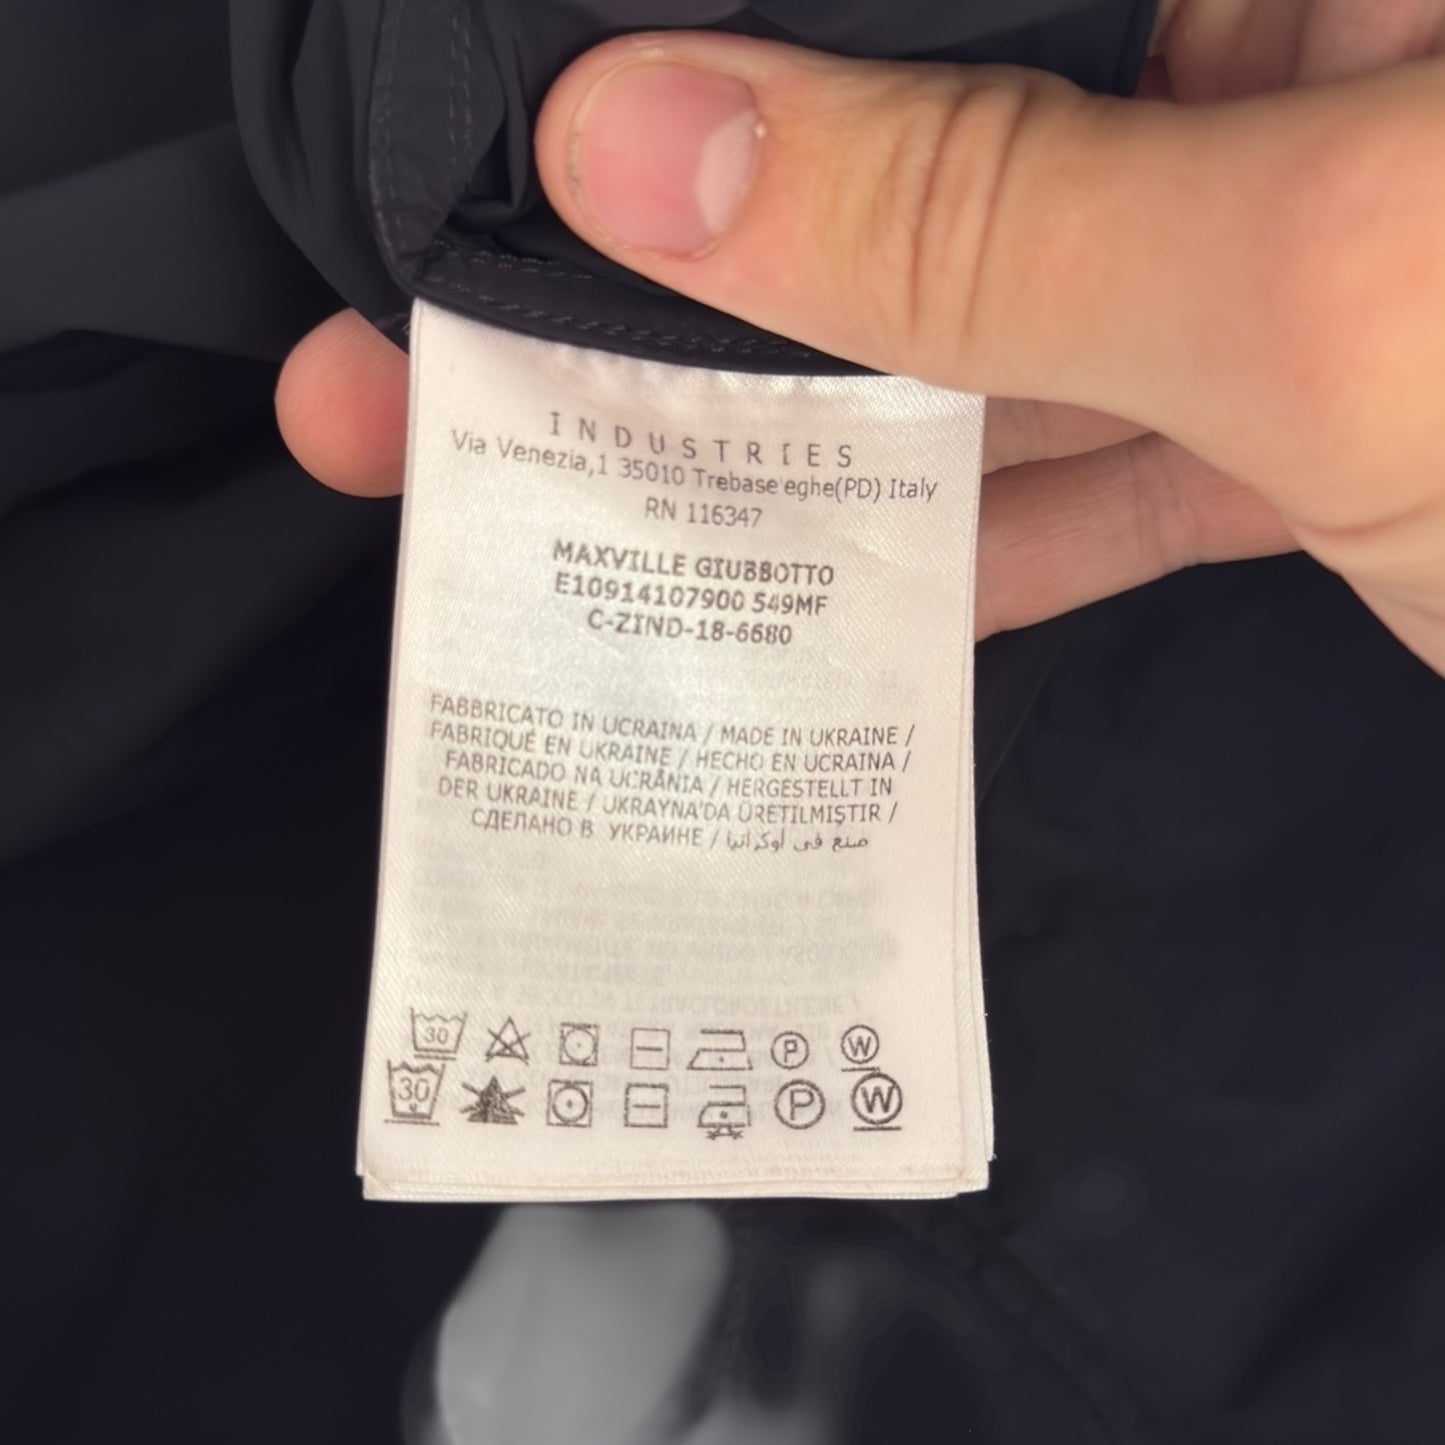 INDUSTRIES
Via Venezia,1 35010 Trebaseleghe(PD) Italy
RN 116347
MAXVILLE GIUBBOTTO
E10914107900 549MF
C-ZIND-18-6680
FABBRICATO IN UCRAINA / MADE IN UKRAINE /
FABRIQUÉ EN UKRAINE / HECHO EN UCRAINA /
FABRICADO NA UCRÂNIA / HERGESTELLT IN
DER UKRAINE / UKRAYNA'DA ÜRETILMIŞTIR /
СДЕЛАНО В УКРАИНЕ / صنع في أوكرانيا
30 P W
30 P W